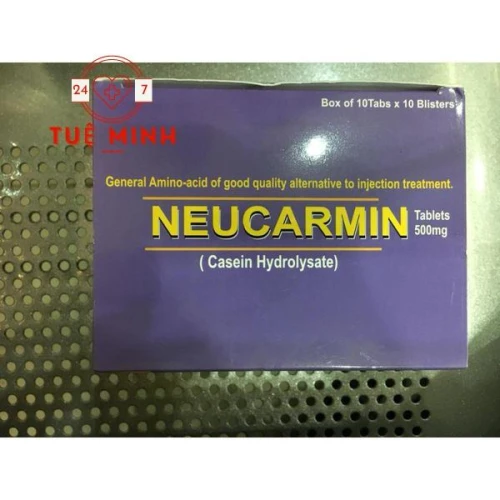 24 7
TUỆ MINH
Box of 10Tabs x 10 Blisters
General Amino-acid of good quality alternative to injection treatment.
NEUCARMIN
Tablets
500mg
( Casein Hydrolysate)